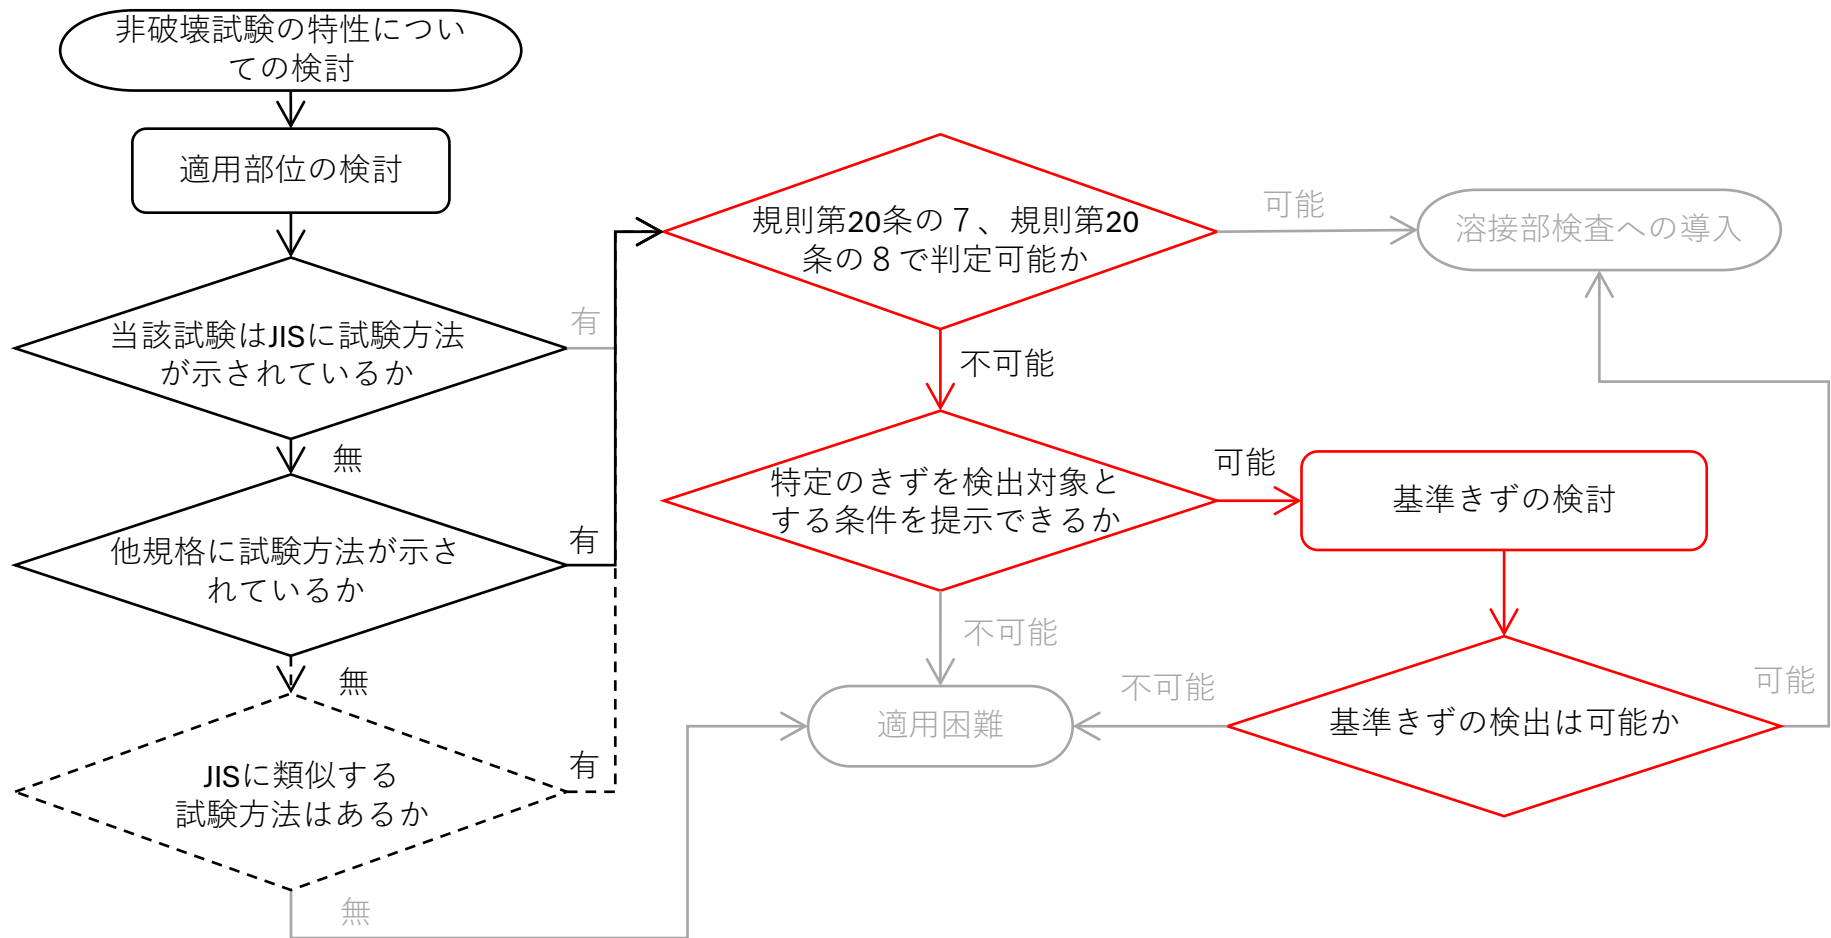 非破壊試験の特性につい
ての検討
適用部位の検討
当該試験はJISに試験方法
が示されているか
有
無
他規格に試験方法が示さ
れているか
有
無
JISに類似する
試験方法はあるか
有
無
規則第20条の７、規則第20
条の８で判定可能か
可能
溶接部検査への導入
不可能
特定のきずを検出対象と
する条件を提示できるか
可能
基準きずの検討
不可能
適用困難
不可能
基準きずの検出は可能か
可能